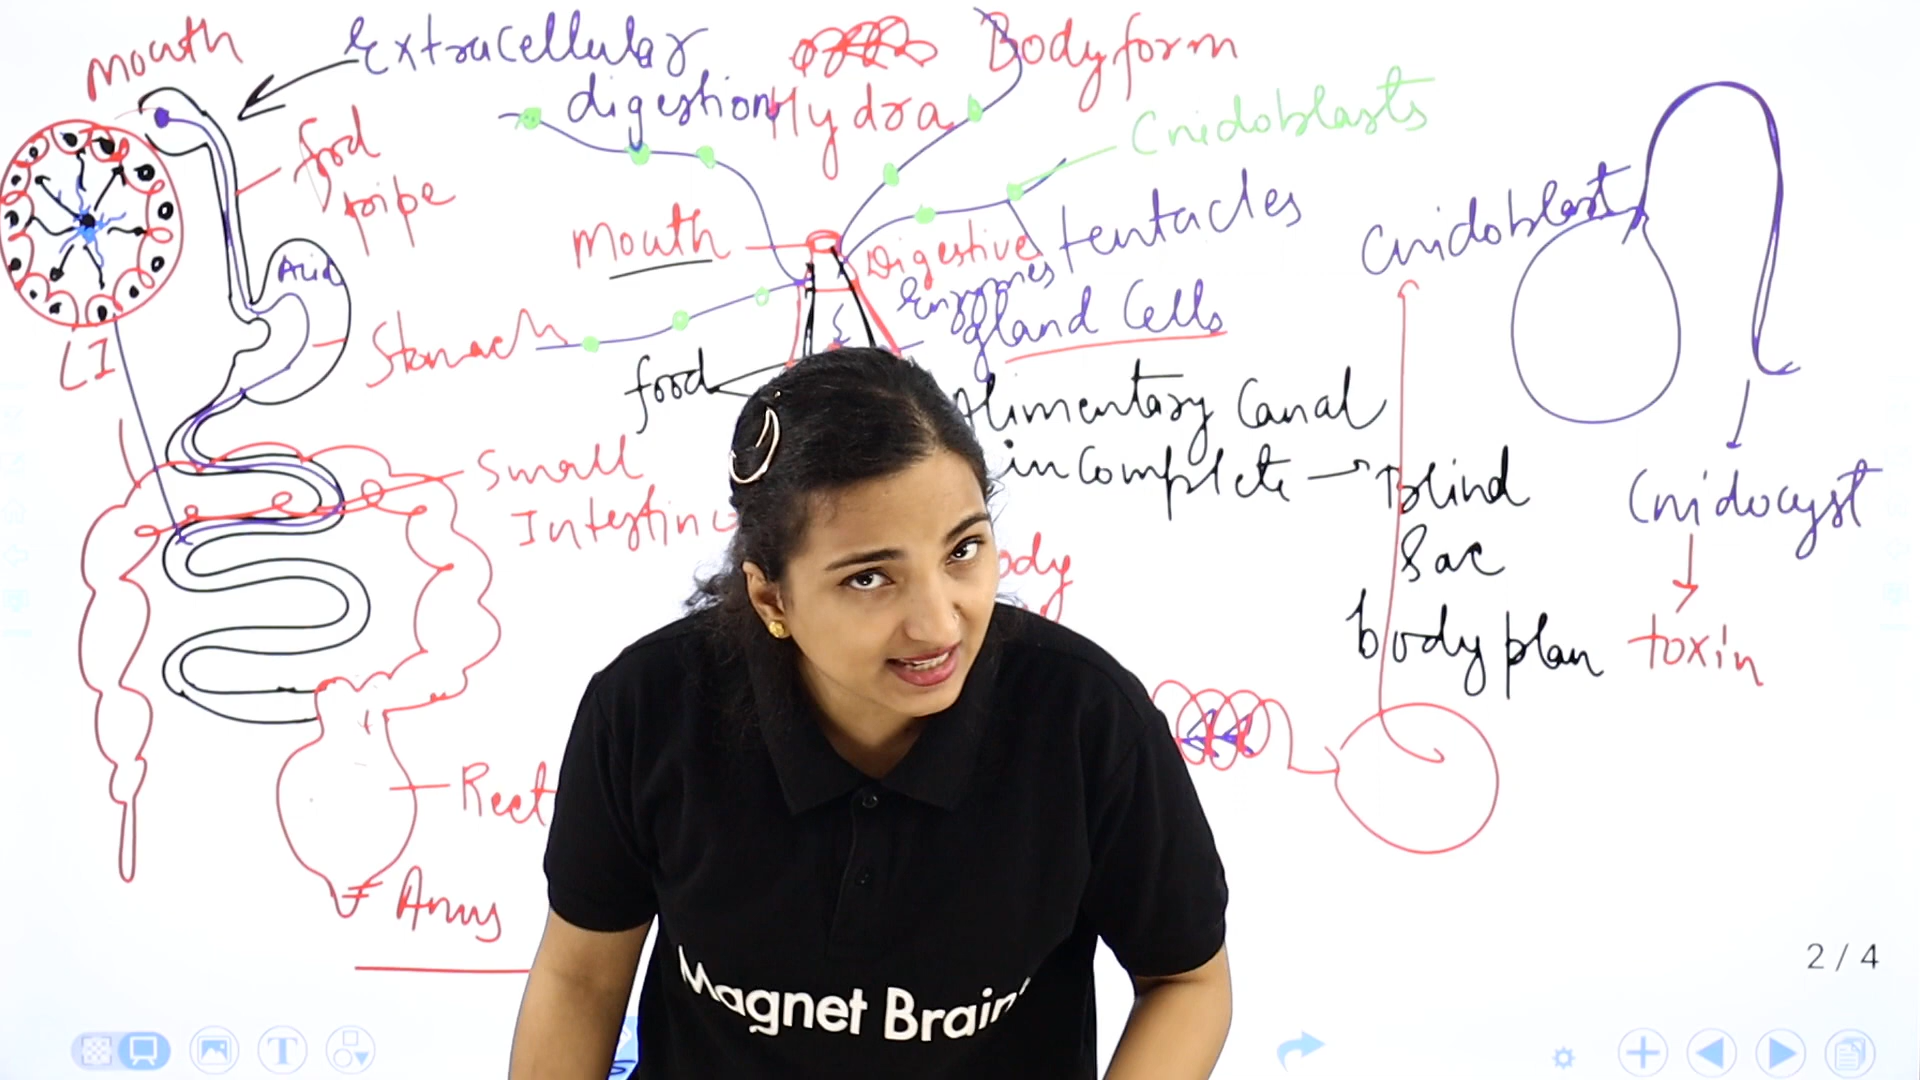 Mouth
Extracellular
digestion
Body form
Hydra
Cnidoblasts
food
pipe
Mouth
Digestive
Enzymes
tentacles
Gland Cells
Cnidoblast
Acid
LI
Stomach
food
Alimentary Canal
incomplete → Blind
Sac
body plan
Small
Intestine
body
Cnidocyst
toxin
Rect
Anus
Magnet Brain
2 / 4
T